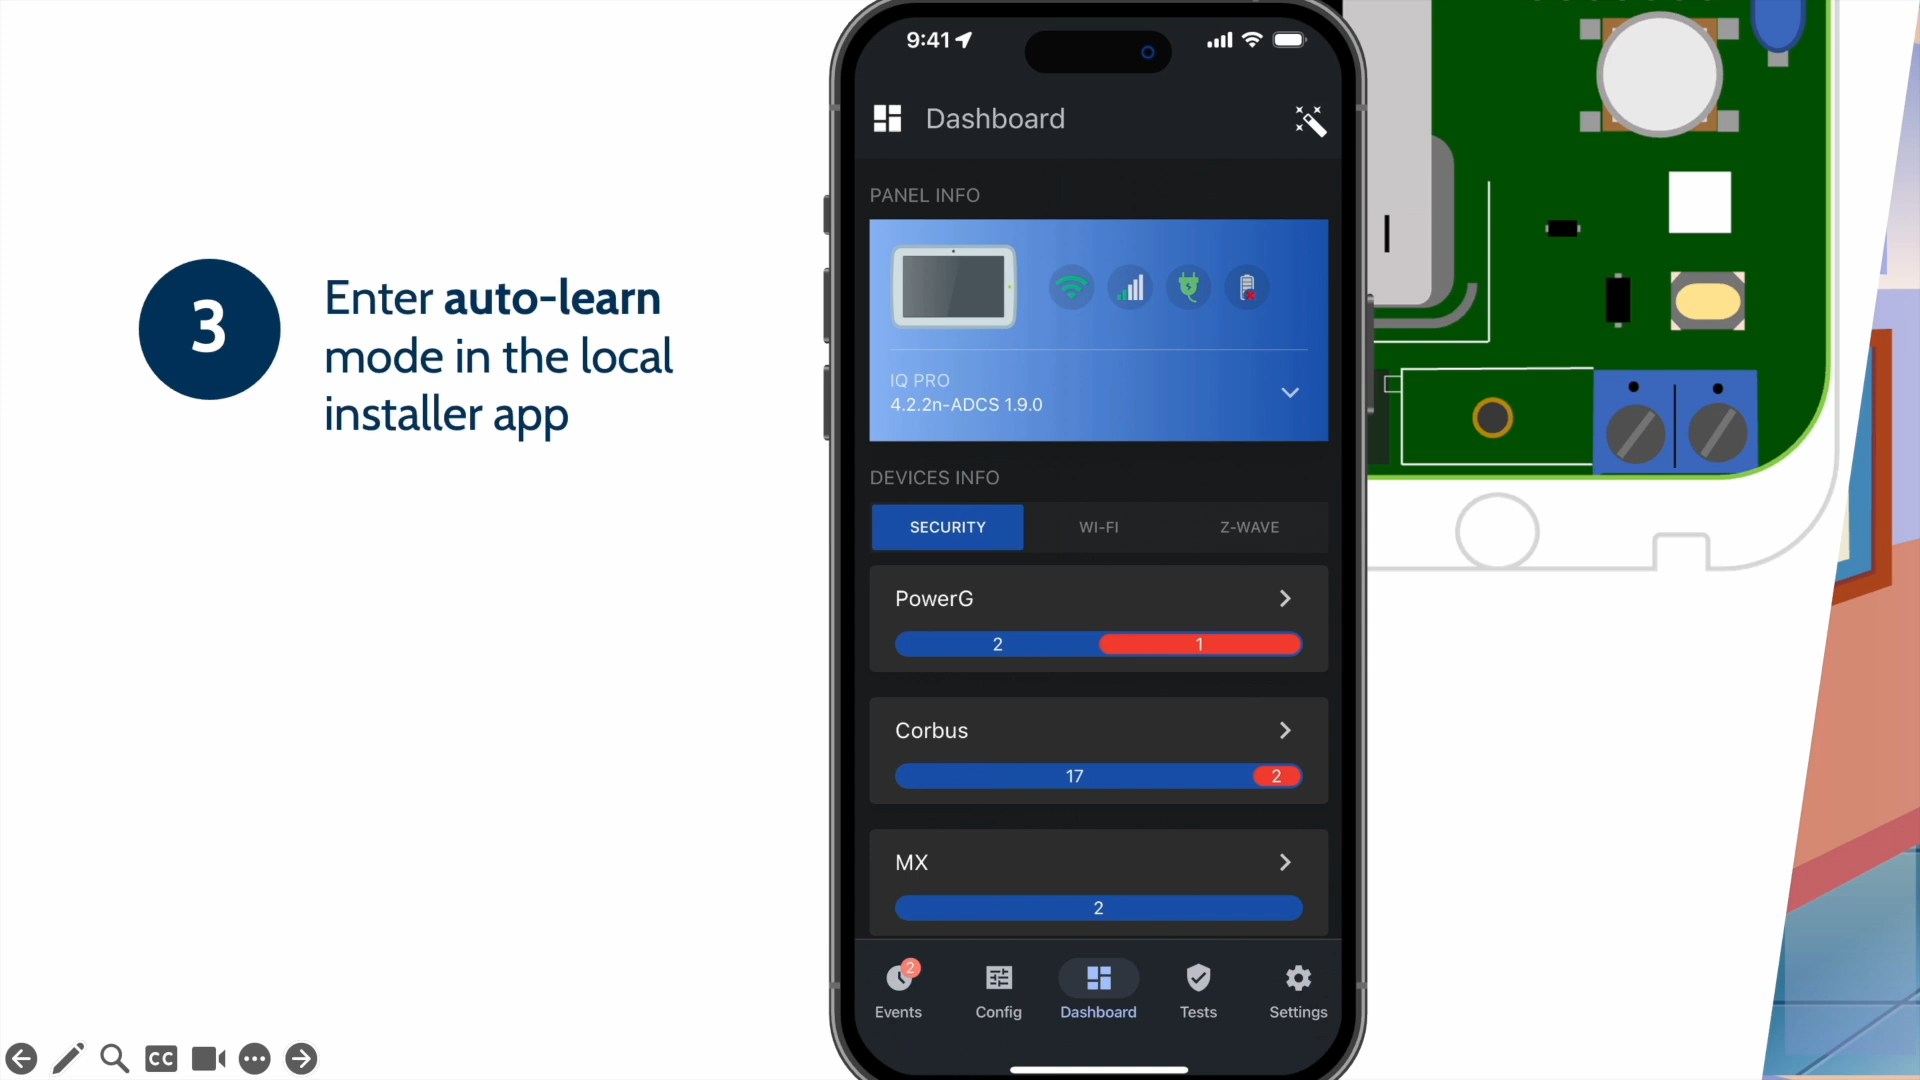 3
Enter auto-learn
mode in the local
installer app
9:41
Dashboard
PANEL INFO
IQ PRO
4.2.2n-ADCS 1.9.0
DEVICES INFO
SECURITY
WI-FI
Z-WAVE
PowerG
2
1
Corbus
17
2
MX
2
2
Events
Config
Dashboard
Tests
Settings
CC